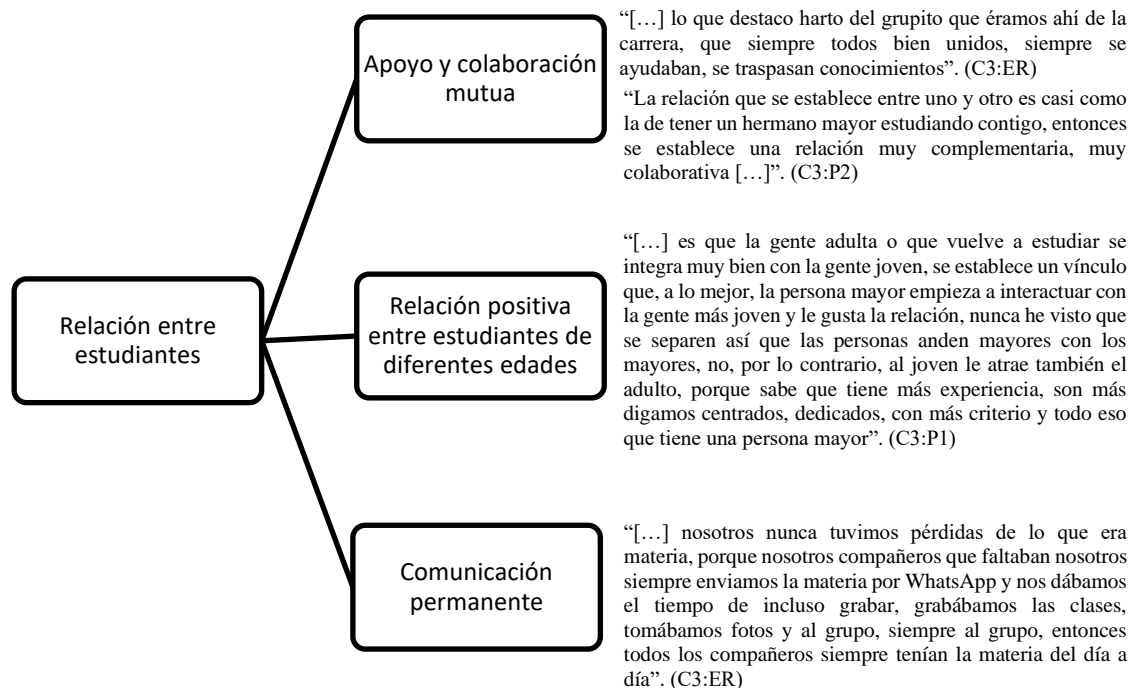 Relación entre
estudiantes
Apoyo y colaboración
mutua
“[…] lo que destaco harto del grupito que éramos ahí de la
carrera, que siempre todos bien unidos, siempre se
ayudaban, se traspasan conocimientos”. (C3:ER)
“La relación que se establece entre uno y otro es casi como
la de tener un hermano mayor estudiando contigo, entonces
se establece una relación muy complementaria, muy
colaborativa […]”. (C3:P2)
Relación positiva
entre estudiantes de
diferentes edades
“[…] es que la gente adulta o que vuelve a estudiar se
integra muy bien con la gente joven, se establece un vínculo
que, a lo mejor, la persona mayor empieza a interactuar con
la gente más joven y le gusta la relación, nunca he visto que
se separen así que las personas anden mayores con los
mayores, no, por lo contrario, al joven le atrae también el
adulto, porque sabe que tiene más experiencia, son más
digamos centrados, dedicados, con más criterio y todo eso
que tiene una persona mayor”. (C3:P1)
Comunicación
permanente
“[…] nosotros nunca tuvimos pérdidas de lo que era
materia, porque nosotros compañeros que faltaban nosotros
siempre enviamos la materia por WhatsApp y nos dábamos
el tiempo de incluso grabar, grabábamos las clases,
tomábamos fotos y al grupo, siempre al grupo, entonces
todos los compañeros siempre tenían la materia del día a
día”. (C3:ER)